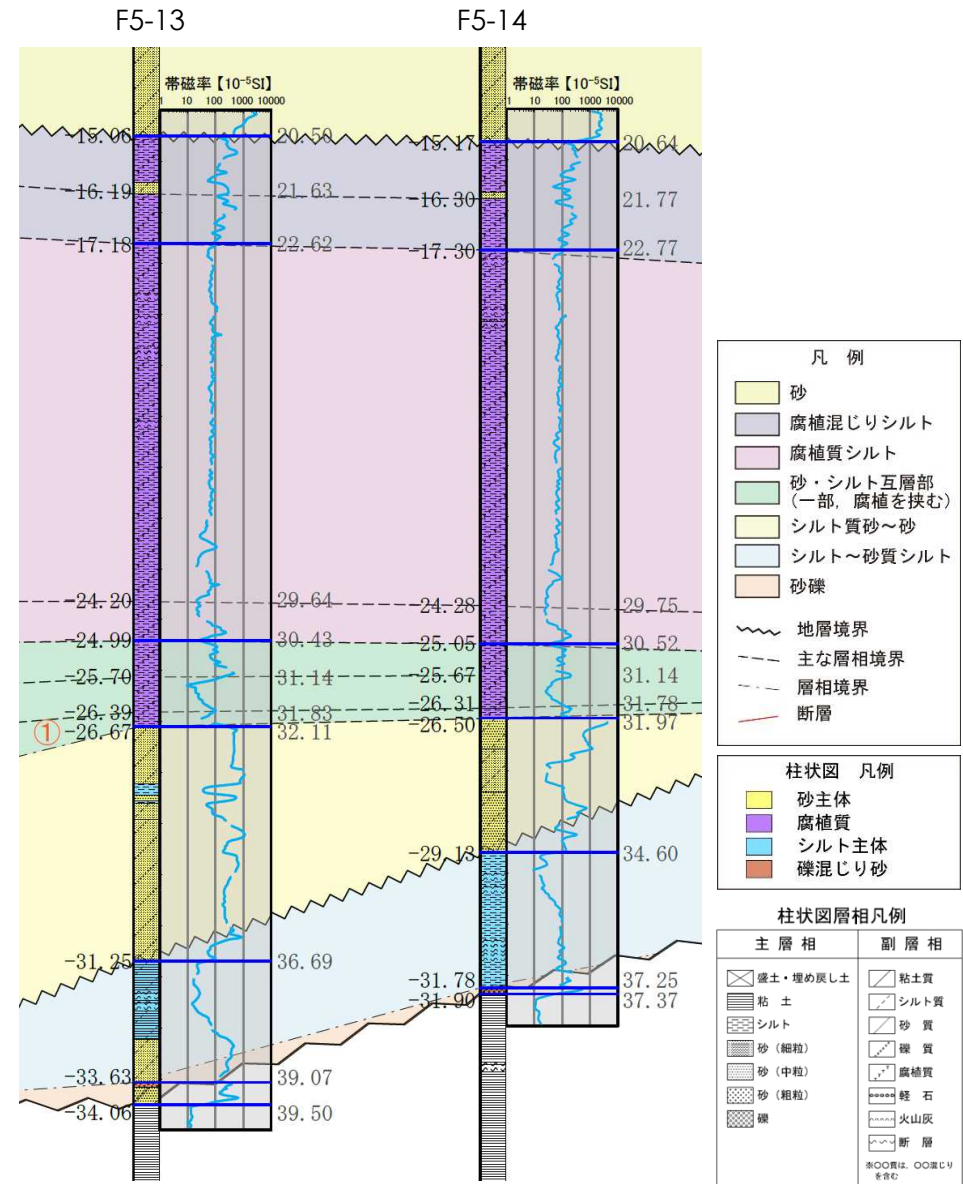 F5-13
F5-14
帯磁率【10⁻⁵SI】
1 10 100 1000 10000
帯磁率【10⁻⁵SI】
1 10 100 1000 10000
-15.06
20.50
-16.19
21.63
-17.18
22.62
-24.20
29.64
-24.99
30.43
-25.70
31.14
-26.39
31.83
①
-26.67
32.11
-31.25
36.69
-33.63
39.07
-34.06
39.50
-15.17
20.64
-16.30
21.77
-17.30
22.77
-24.28
29.75
-25.05
30.52
-25.67
31.14
-26.31
31.78
-26.50
31.97
-29.13
34.60
-31.78
37.25
-31.90
37.37
凡 例
砂
腐植混じりシルト
腐植質シルト
砂・シルト互層部
(一部,腐植を挟む)
シルト質砂~砂
シルト~砂質シルト
砂礫
地層境界
主な層相境界
層相境界
断層
柱状図 凡例
砂主体
腐植質
シルト主体
礫混じり砂
柱状図層相凡例
主 層 相
副 層 相
盛土・埋め戻し土
粘 土
シルト
砂(細粒)
砂(中粒)
砂(粗粒)
礫
粘土質
シルト質
砂 質
礫 質
腐植質
軽 石
火山灰
断 層
※〇〇質は、〇〇混じり
を含む